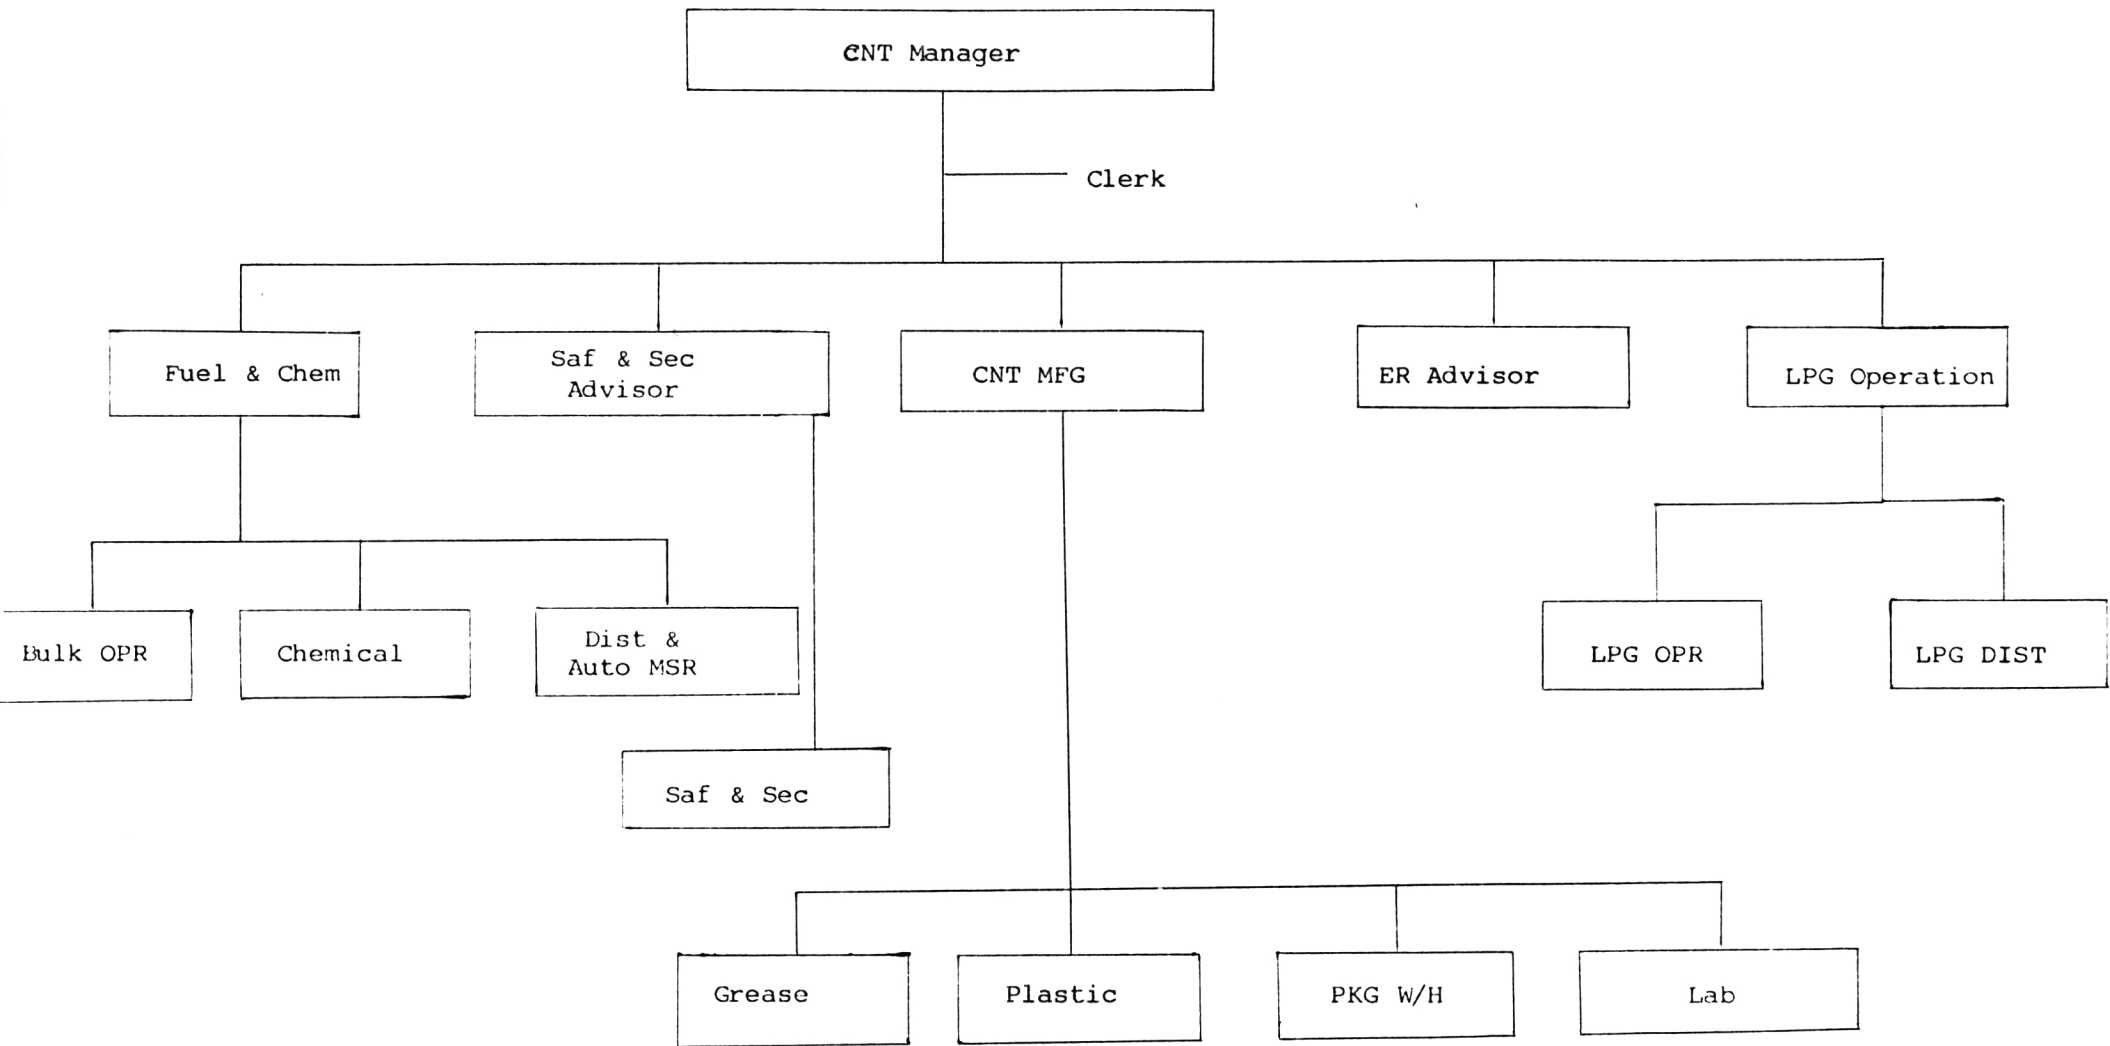 CNT Manager
Clerk
Fuel & Chem
Saf & Sec
Advisor
CNT MFG
ER Advisor
LPG Operation
Bulk OPR
Chemical
Dist &
Auto MSR
LPG OPR
LPG DIST
Saf & Sec
Grease
Plastic
PKG W/H
Lab